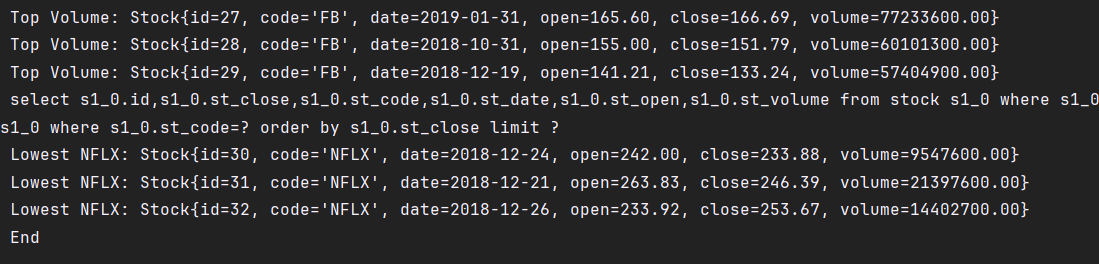 Top Volume: Stock{id=27, code='FB', date=2019-01-31, open=165.60, close=166.69, volume=77233600.00}
Top Volume: Stock{id=28, code='FB', date=2018-10-31, open=155.00, close=151.79, volume=60101300.00}
Top Volume: Stock{id=29, code='FB', date=2018-12-19, open=141.21, close=133.24, volume=57404900.00}
select s1_0.id,s1_0.st_close,s1_0.st_code,s1_0.st_date,s1_0.st_open,s1_0.st_volume from stock s1_0 where s1_0
s1_0 where s1_0.st_code=? order by s1_0.st_close limit ?
Lowest NFLX: Stock{id=30, code='NFLX', date=2018-12-24, open=242.00, close=233.88, volume=9547600.00}
Lowest NFLX: Stock{id=31, code='NFLX', date=2018-12-21, open=263.83, close=246.39, volume=21397600.00}
Lowest NFLX: Stock{id=32, code='NFLX', date=2018-12-26, open=233.92, close=253.67, volume=14402700.00}
End